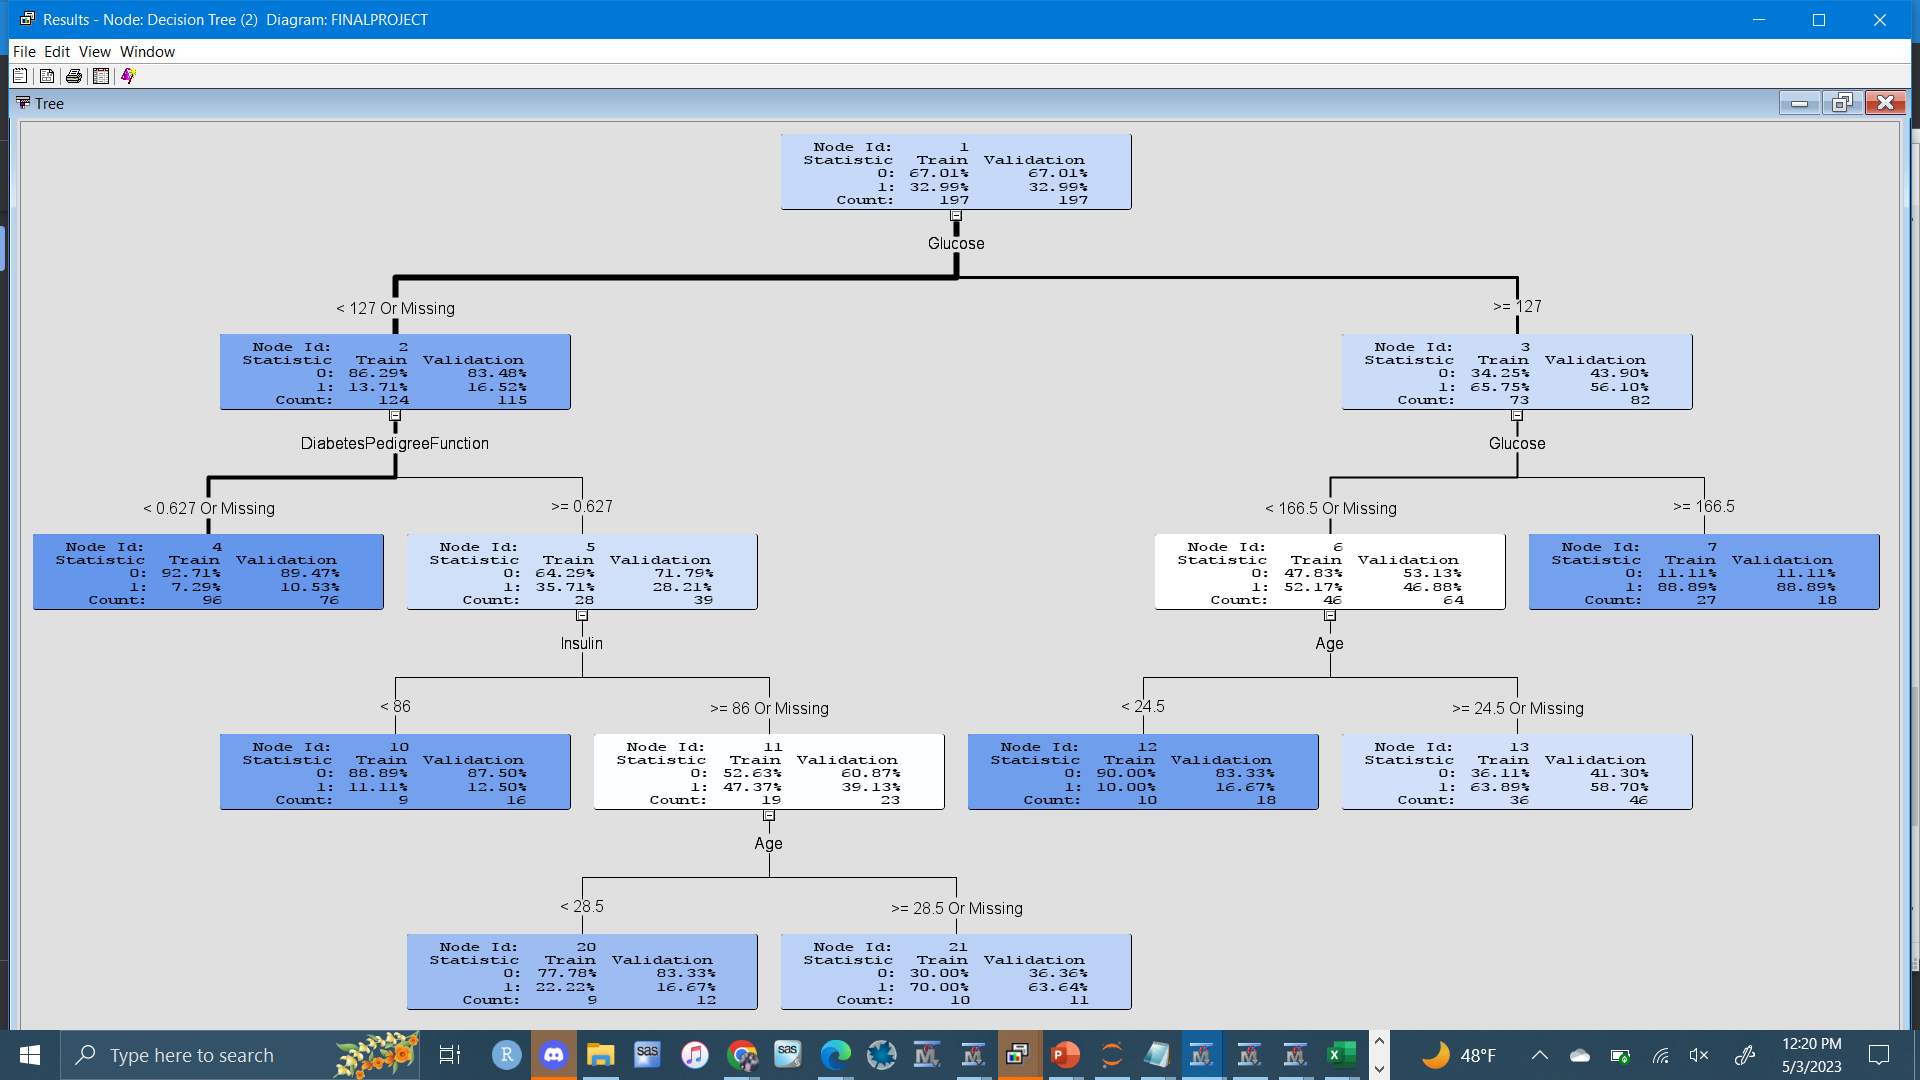 Results - Node: Decision Tree (2) Diagram: FINALPROJECT
File Edit View Window
Tree
Node Id: 1
Statistic Train Validation
0: 67.01% 67.01%
1: 32.99% 32.99%
Count: 197 197
Glucose
< 127 Or Missing
>= 127
Node Id: 2
Statistic Train Validation
0: 86.29% 83.48%
1: 13.71% 16.52%
Count: 124 115
Node Id: 3
Statistic Train Validation
0: 34.25% 43.90%
1: 65.75% 56.10%
Count: 73 82
DiabetesPedigreeFunction
Glucose
< 0.627 Or Missing
>= 0.627
< 166.5 Or Missing
>= 166.5
Node Id: 4
Statistic Train Validation
0: 92.71% 89.47%
1: 7.29% 10.53%
Count: 96 76
Node Id: 5
Statistic Train Validation
0: 64.29% 71.79%
1: 35.71% 28.21%
Count: 28 39
Node Id: 6
Statistic Train Validation
0: 47.83% 53.13%
1: 52.17% 46.88%
Count: 46 64
Node Id: 7
Statistic Train Validation
0: 11.11% 11.11%
1: 88.89% 88.89%
Count: 27 18
Insulin
Age
< 86
>= 86 Or Missing
< 24.5
>= 24.5 Or Missing
Node Id: 10
Statistic Train Validation
0: 88.89% 87.50%
1: 11.11% 12.50%
Count: 9 16
Node Id: 11
Statistic Train Validation
0: 52.63% 60.87%
1: 47.37% 39.13%
Count: 19 23
Node Id: 12
Statistic Train Validation
0: 90.00% 83.33%
1: 10.00% 16.67%
Count: 10 18
Node Id: 13
Statistic Train Validation
0: 36.11% 41.30%
1: 63.89% 58.70%
Count: 36 46
Age
< 28.5
>= 28.5 Or Missing
Node Id: 20
Statistic Train Validation
0: 77.78% 83.33%
1: 22.22% 16.67%
Count: 9 12
Node Id: 21
Statistic Train Validation
0: 30.00% 36.36%
1: 70.00% 63.64%
Count: 10 11
Type here to search
R
sas
sas
48°F
12:20 PM
5/3/2023